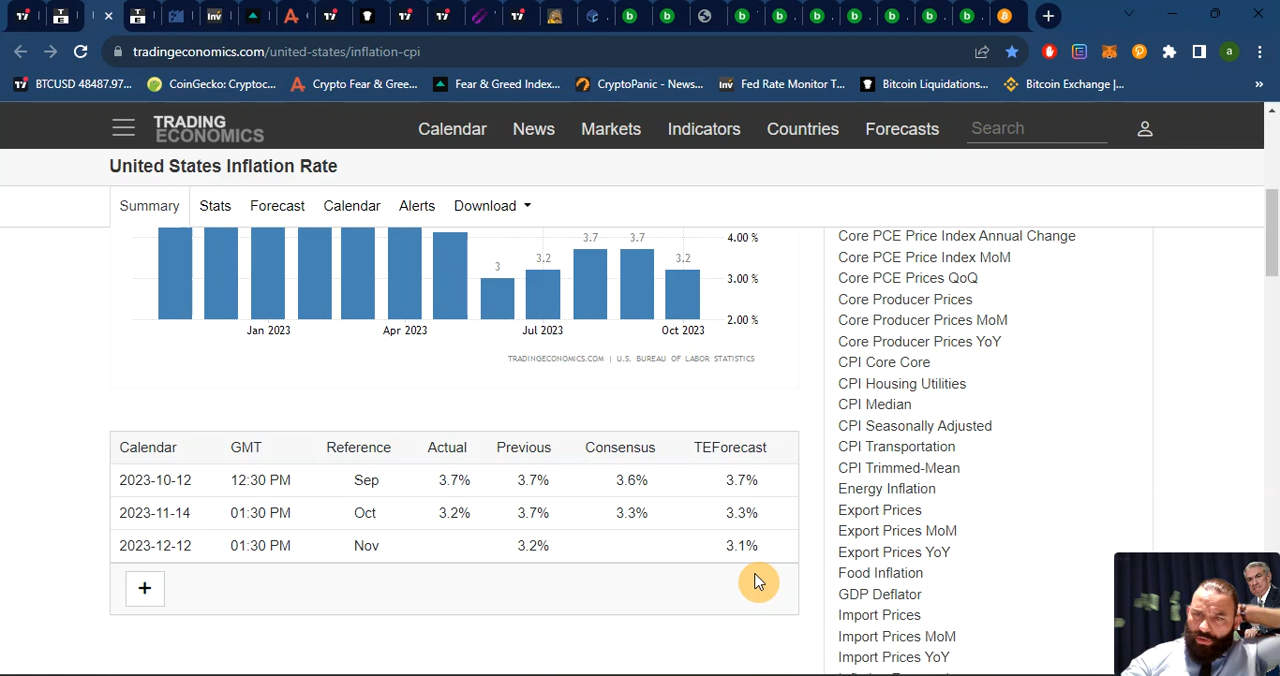 tradingeconomics.com/united-states/inflation-cpi
BTCUSD 48487.97... CoinGecko: Cryptoc... Crypto Fear & Gree... Fear & Greed Index... CryptoPanic - News... Fed Rate Monitor T... Bitcoin Liquidations... Bitcoin Exchange |... »
TRADING
ECONOMICS
Calendar News Markets Indicators Countries Forecasts Search
United States Inflation Rate
Summary Stats Forecast Calendar Alerts Download
3 3.2 3.7 3.7 3.2
4.00 %
3.00 %
2.00 %
Jan 2023 Apr 2023 Jul 2023 Oct 2023
TRADINGECONOMICS.COM | U.S. BUREAU OF LABOR STATISTICS
Calendar GMT Reference Actual Previous Consensus TEForecast
2023-10-12 12:30 PM Sep 3.7% 3.7% 3.6% 3.7%
2023-11-14 01:30 PM Oct 3.2% 3.7% 3.3% 3.3%
2023-12-12 01:30 PM Nov 3.2% 3.1%
+
Core PCE Price Index Annual Change
Core PCE Price Index MoM
Core PCE Prices QoQ
Core Producer Prices
Core Producer Prices MoM
Core Producer Prices YoY
CPI Core Core
CPI Housing Utilities
CPI Median
CPI Seasonally Adjusted
CPI Transportation
CPI Trimmed-Mean
Energy Inflation
Export Prices
Export Prices MoM
Export Prices YoY
Food Inflation
GDP Deflator
Import Prices
Import Prices MoM
Import Prices YoY